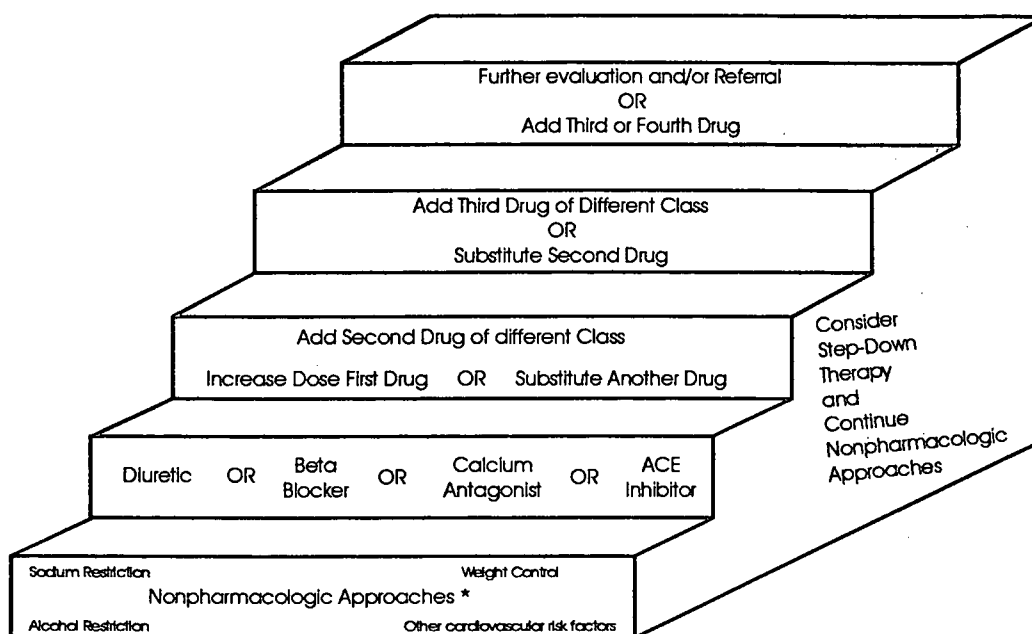 Further evaluation and/or Referral
OR
Add Third or Fourth Drug
Add Third Drug of Different Class
OR
Substitute Second Drug
Add Second Drug of different Class
Increase Dose First Drug OR Substitute Another Drug
Diuretic OR Beta Blocker OR Calcium Antagonist OR ACE Inhibitor
Sodium Restriction Weight Control
Nonpharmacologic Approaches *
Alcohol Restriction Other cardiovascular risk factors
Consider
Step-Down
Therapy
and
Continue
Nonpharmacologic
Approaches